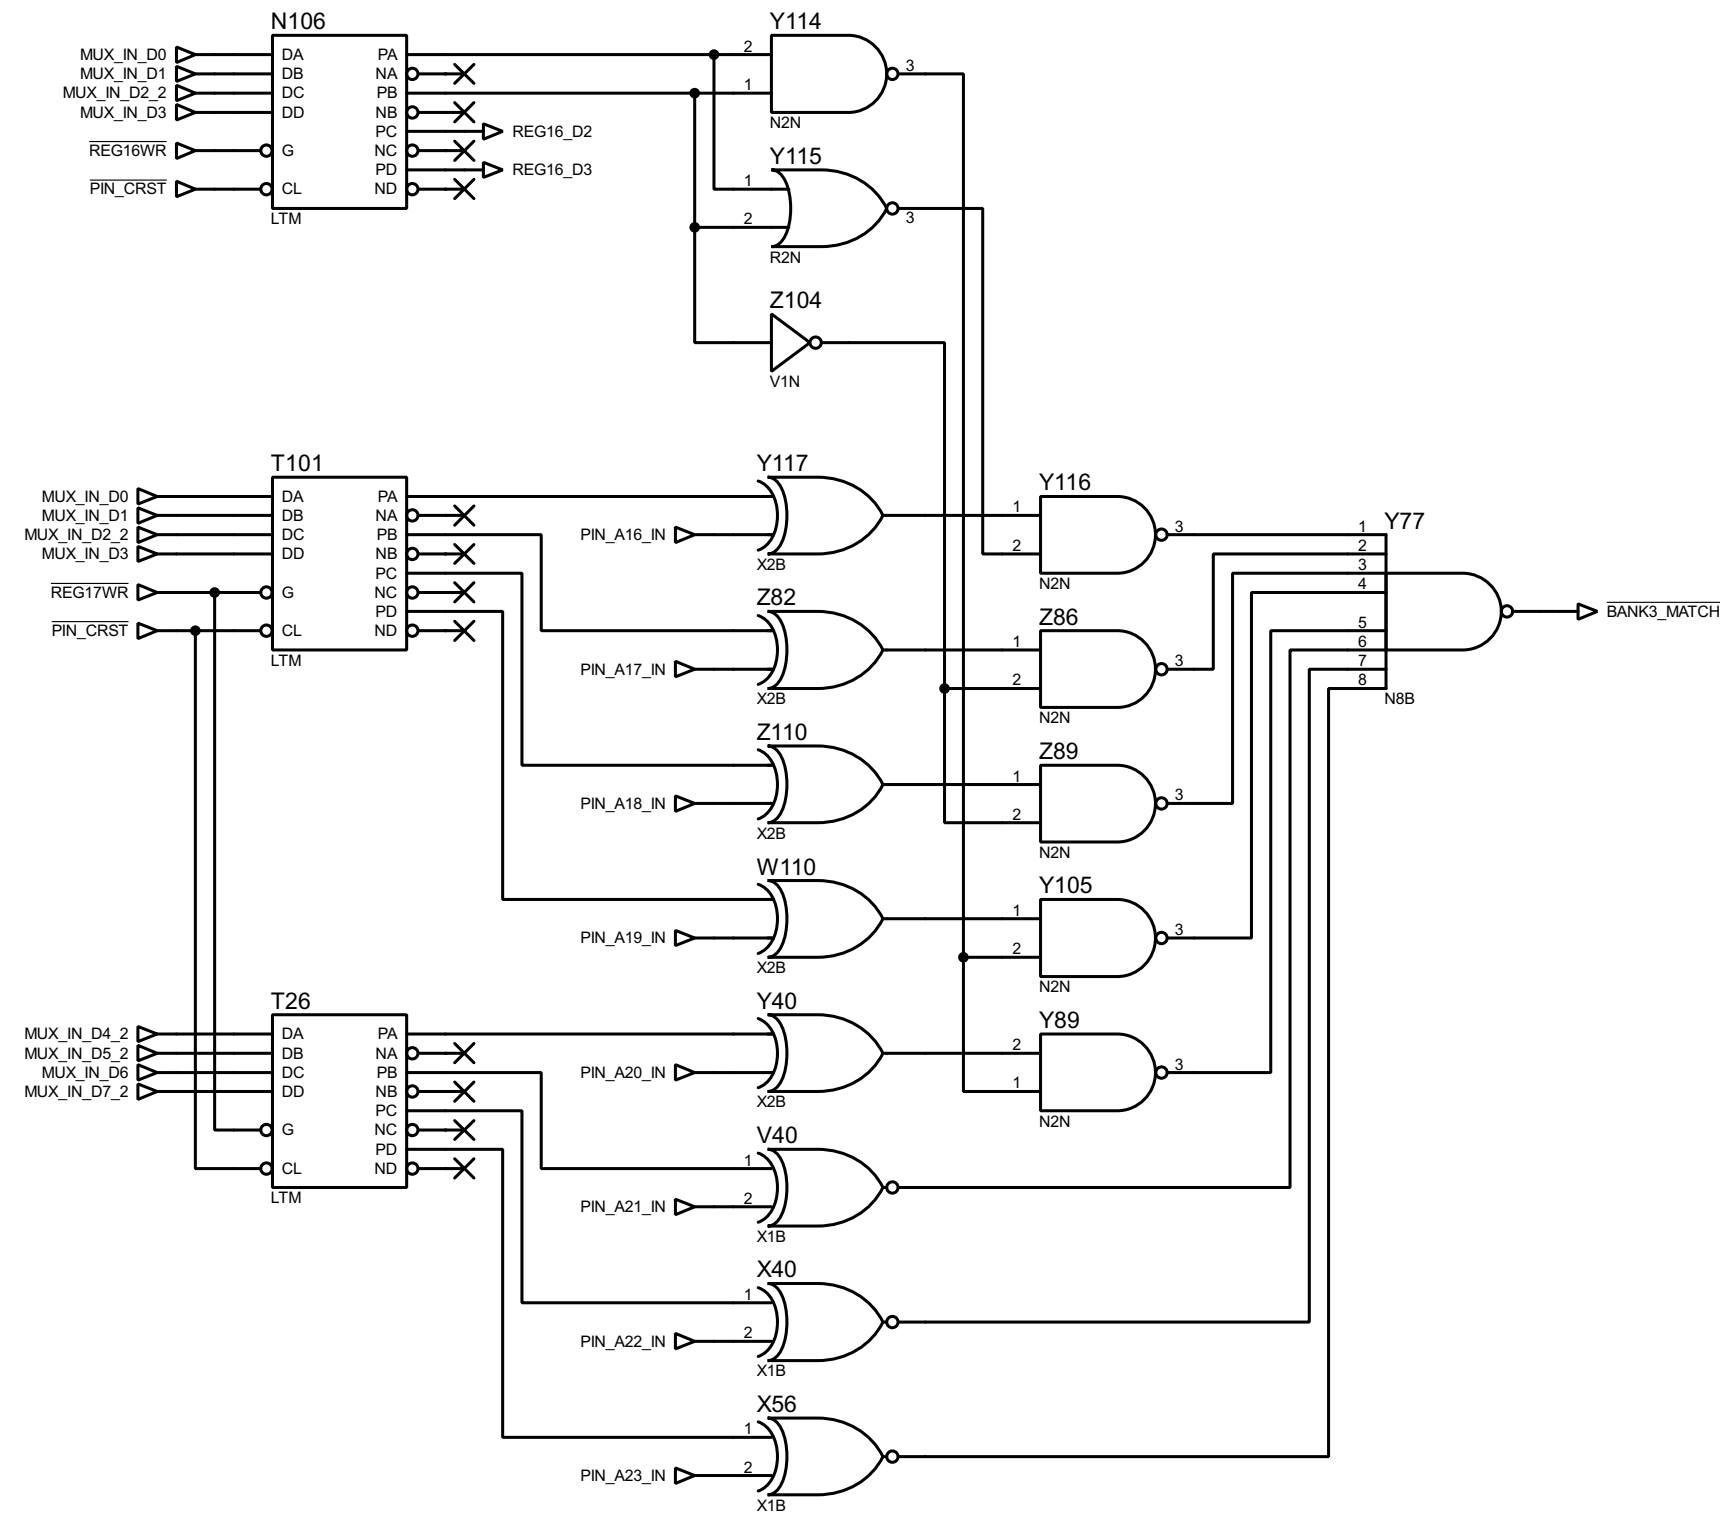 N106
MUX_IN_D0 DA PA
MUX_IN_D1 DB NA
MUX_IN_D2_2 DC PB
MUX_IN_D3 DD NB
PC REG16_D2
REG16WR G NC
PD REG16_D3
PIN_CRST CL ND
LTM
Y114
2
1
3
N2N
Y115
1
2
3
R2N
Z104
V1N
T101
MUX_IN_D0 DA PA
MUX_IN_D1 DB NA
MUX_IN_D2_2 DC PB
MUX_IN_D3 DD NB
PC
REG17WR G NC
PD
PIN_CRST CL ND
LTM
Y117
PIN_A16_IN
X2B
Z82
PIN_A17_IN
X2B
Z110
PIN_A18_IN
X2B
W110
PIN_A19_IN
X2B
Y116
1
2
3
N2N
Z86
1
2
3
N2N
Z89
1
2
3
N2N
Y105
1
2
3
N2N
Y89
2
1
3
N2N
Y77
1
2
3
4
5
6
7
8
N8B
BANK3_MATCH
T26
MUX_IN_D4_2 DA PA
MUX_IN_D5_2 DB NA
MUX_IN_D6 DC PB
MUX_IN_D7_2 DD NB
PC
G NC
PD
CL ND
LTM
Y40
PIN_A20_IN
X2B
V40
1
PIN_A21_IN 2
X1B
X40
1
PIN_A22_IN 2
X1B
X56
1
PIN_A23_IN 2
X1B